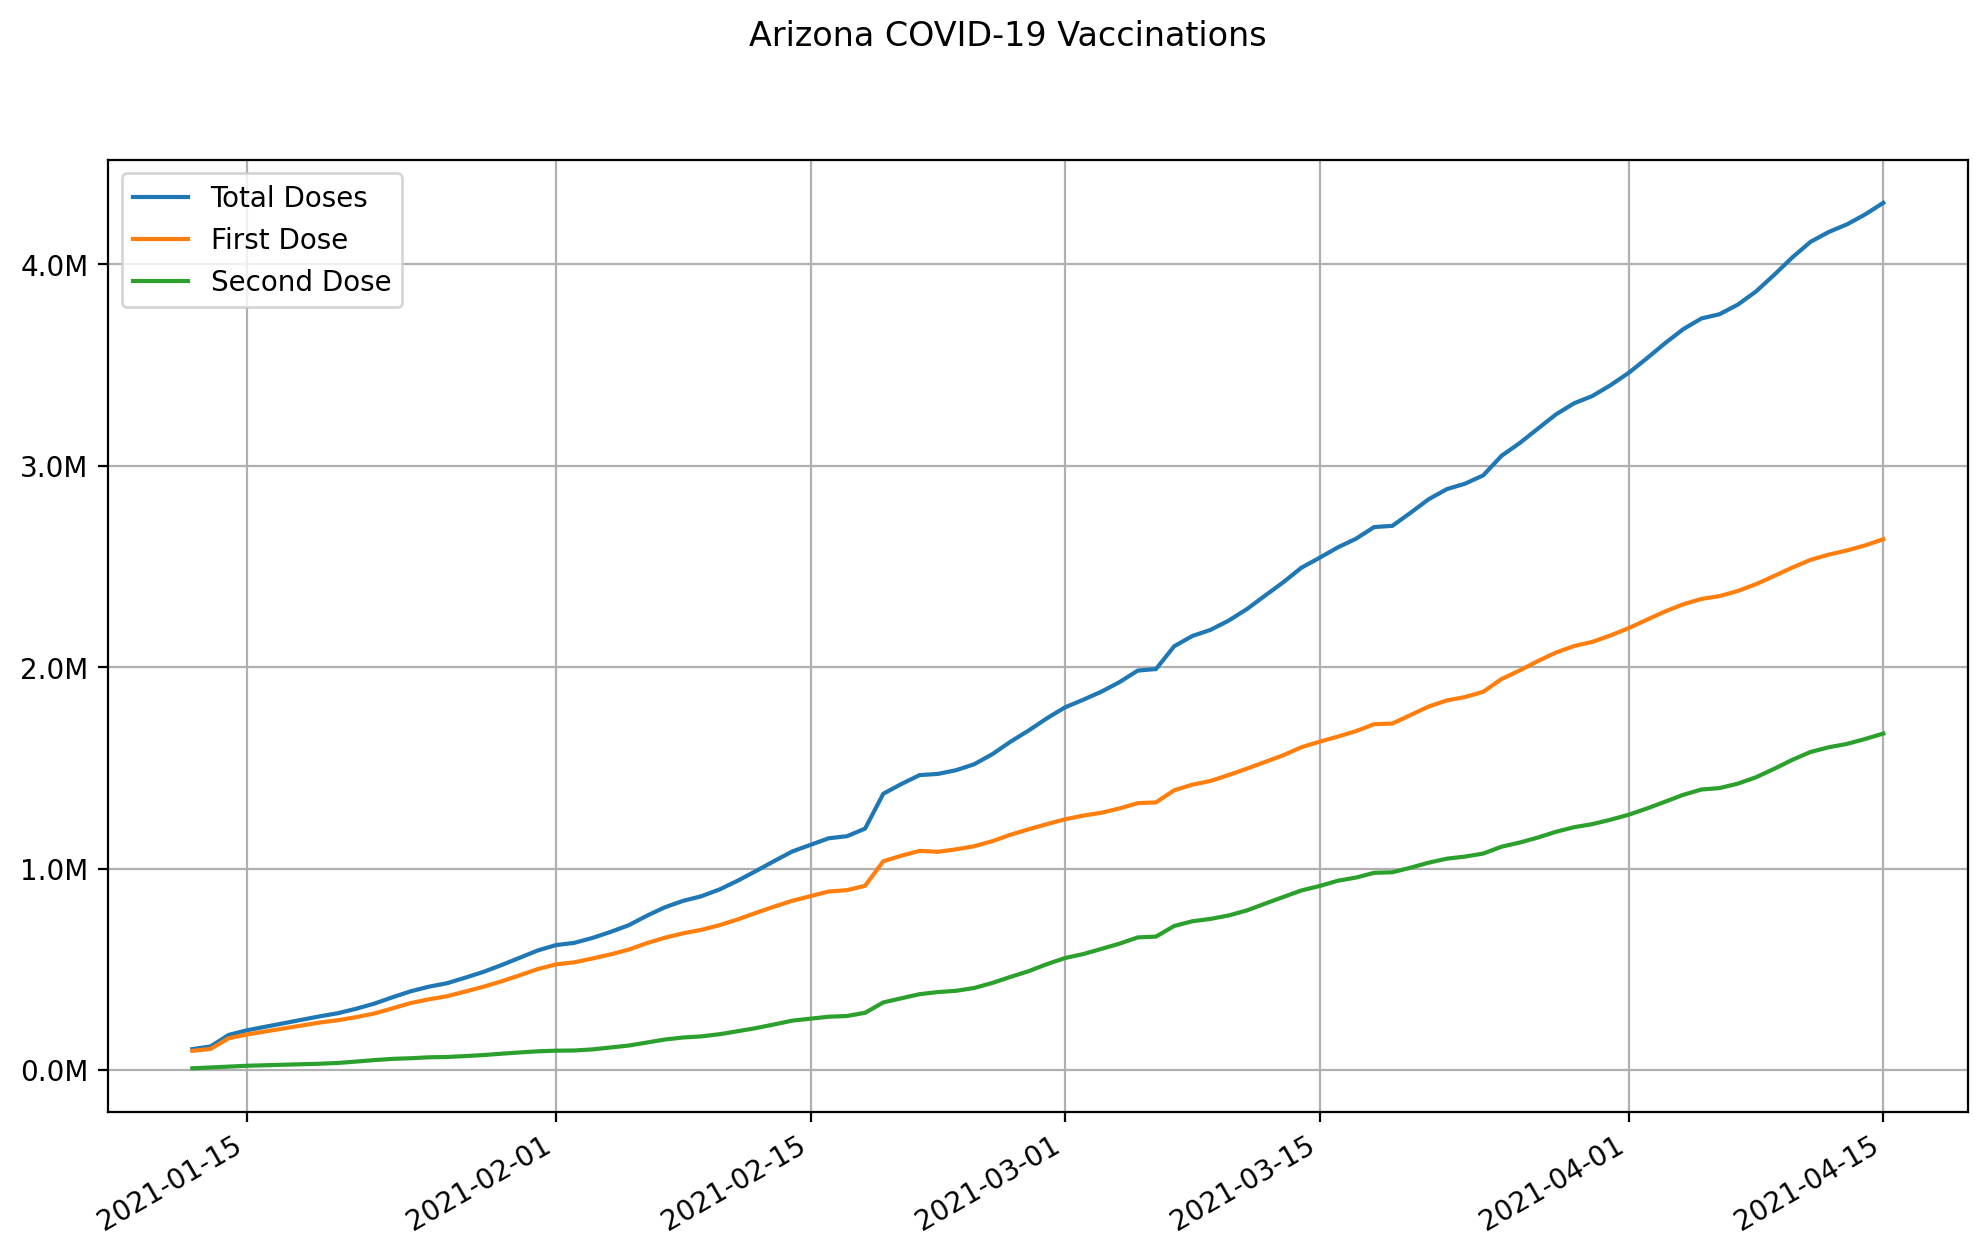 Arizona COVID-19 Vaccinations
Total Doses
First Dose
Second Dose
4.0M
3.0M
2.0M
1.0M
0.0M
2021-01-15
2021-02-01
2021-02-15
2021-03-01
2021-03-15
2021-04-01
2021-04-15